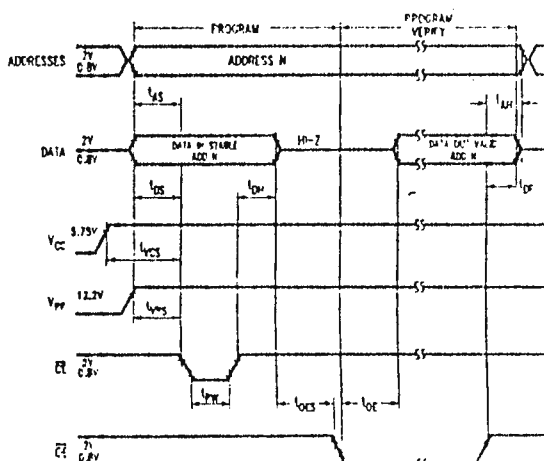 PROGRAM
PROGRAM
VERIFY
ADDRESSES 2V
0.8V
ADDRESS N
tAS
tAH
DATA 2V
0.8V
DATA IN STABLE
ADD N
HI-Z
DATA OUT VALID
ADD N
tDS
tDH
tDF
VCC 5.75V
tVCS
VPP 12.2V
tVPS
CE 2V
0.8V
tPW
tOES
tOE
2V
0.8V